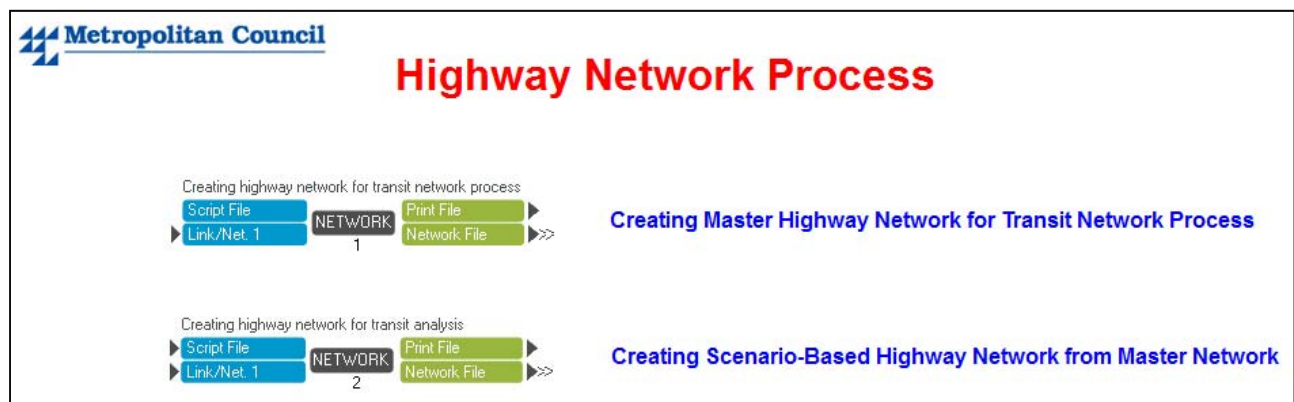 Metropolitan Council
Highway Network Process
Creating highway network for transit network process
Script File
Print File
Link/Net. 1
NETWORK
Network File
1
Creating Master Highway Network for Transit Network Process
Creating highway network for transit analysis
Script File
Print File
Link/Net. 1
NETWORK
Network File
2
Creating Scenario-Based Highway Network from Master Network